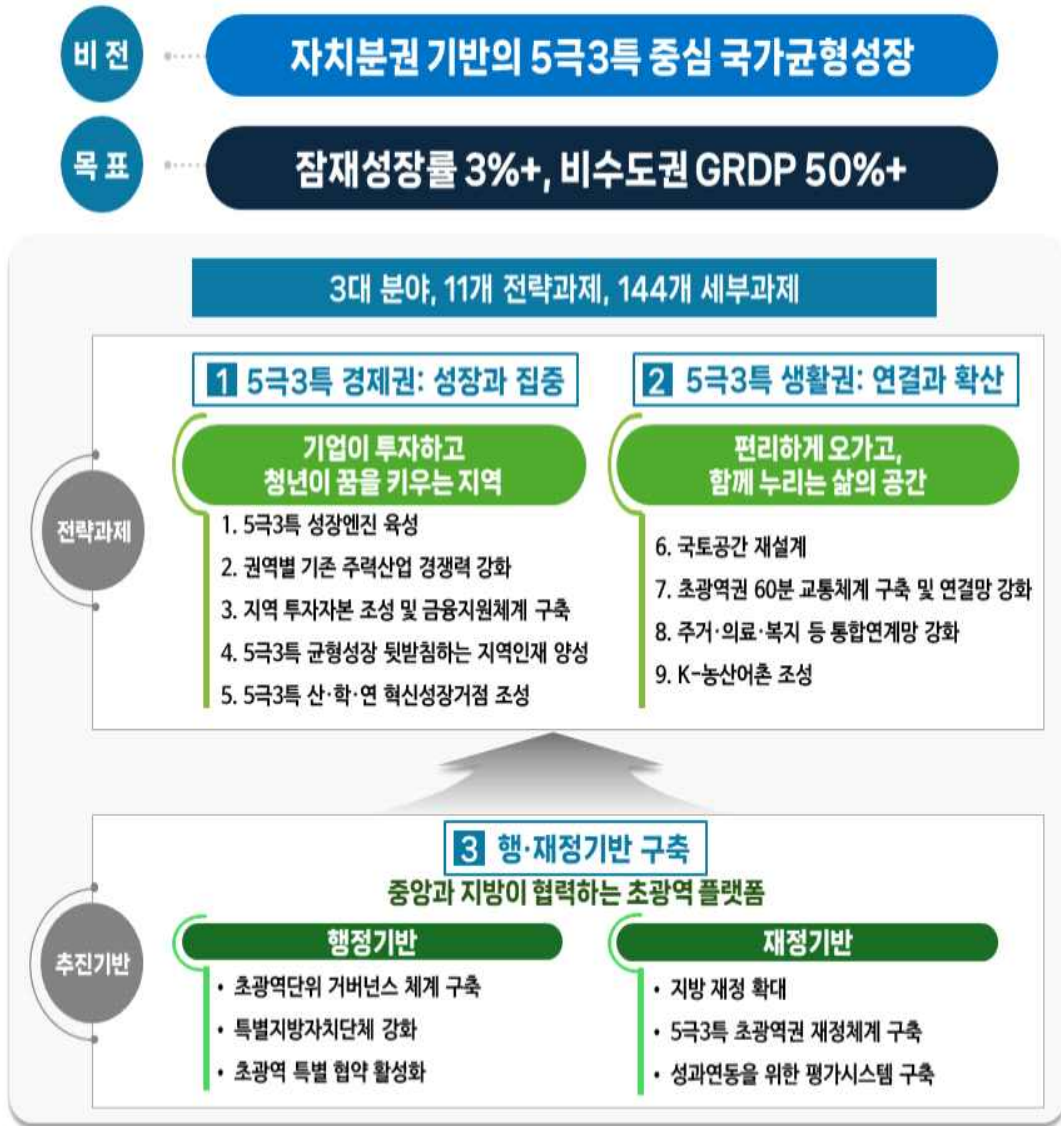 비 전
자치분권 기반의 5극3특 중심 국가균형성장
목 표
잠재성장률 3%+, 비수도권 GRDP 50%+
3대 분야, 11개 전략과제, 144개 세부과제
전략과제
1 5극3특 경제권: 성장과 집중
기업이 투자하고
청년이 꿈을 키우는 지역
1. 5극3특 성장엔진 육성
2. 권역별 기존 주력산업 경쟁력 강화
3. 지역 투자자본 조성 및 금융지원체계 구축
4. 5극3특 균형성장 뒷받침하는 지역인재 양성
5. 5극3특 산·학·연 혁신성장거점 조성
2 5극3특 생활권: 연결과 확산
편리하게 오가고,
함께 누리는 삶의 공간
6. 국토공간 재설계
7. 초광역권 60분 교통체계 구축 및 연결망 강화
8. 주거·의료·복지 등 통합연계망 강화
9. K-농산어촌 조성
추진기반
3 행·재정기반 구축
중앙과 지방이 협력하는 초광역 플랫폼
행정기반
• 초광역단위 거버넌스 체계 구축
• 특별지방자치단체 강화
• 초광역 특별 협약 활성화
재정기반
• 지방 재정 확대
• 5극3특 초광역권 재정체계 구축
• 성과연동을 위한 평가시스템 구축